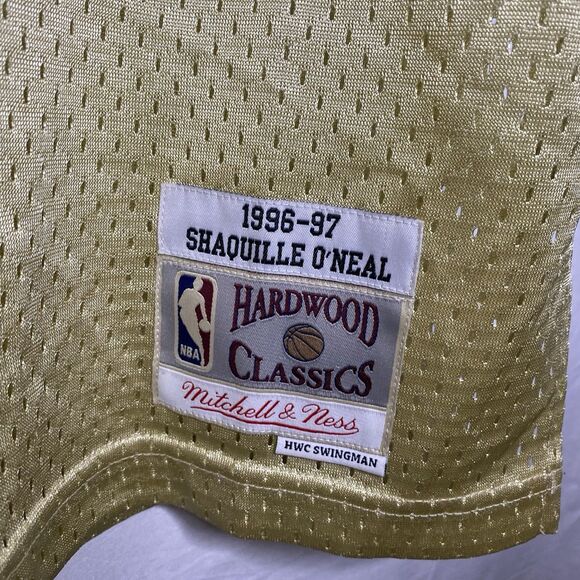 1996-97
SHAQUILLE O'NEAL
NBA
HARDWOOD
CLASSICS
Mitchell & Ness
HWC SWINGMAN